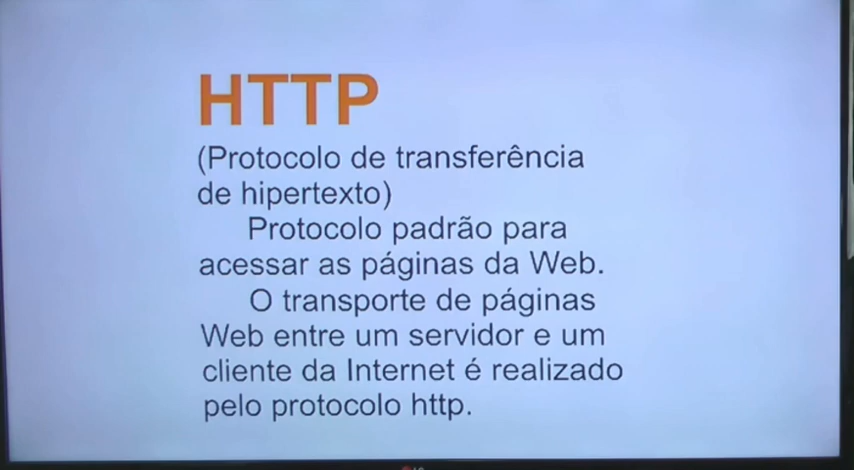 HTTP
(Protocolo de transferência
de hipertexto)
Protocolo padrão para
acessar as páginas da Web.
O transporte de páginas
Web entre um servidor e um
cliente da Internet é realizado
pelo protocolo http.